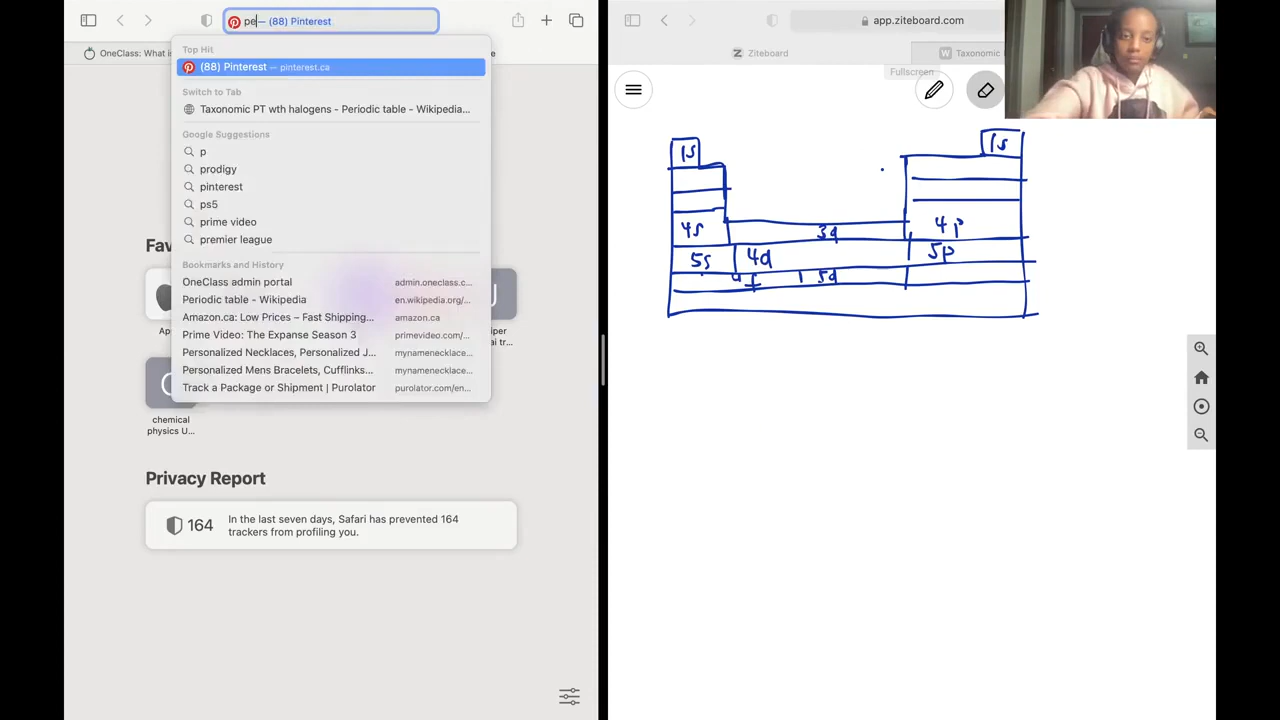 pe — (88) Pinterest
OneClass: What i
e
Top Hit
(88) Pinterest — pinterest.ca
Switch to Tab
Taxonomic PT wth halogens - Periodic table - Wikipedia...
Google Suggestions
p
prodigy
pinterest
ps5
prime video
premier league
Bookmarks and History
OneClass admin portal admin.oneclass.c...
Periodic table - Wikipedia en.wikipedia.org/...
Amazon.ca: Low Prices – Fast Shipping... amazon.ca
Prime Video: The Expanse Season 3 primevideo.com/...
Personalized Necklaces, Personalized J... mynamenecklace...
Personalized Mens Bracelets, Cufflinks... mynamenecklace...
Track a Package or Shipment | Purolator purolator.com/en...
Fav
Ap
J
iper
ai tr...
chemical
physics U...
Privacy Report
164
In the last seven days, Safari has prevented 164
trackers from profiling you.
app.ziteboard.com
Z Ziteboard
W Taxonomic
Fullscreen
1s 1s
4s 3d 4p
5s 4d 5p
4f 5d